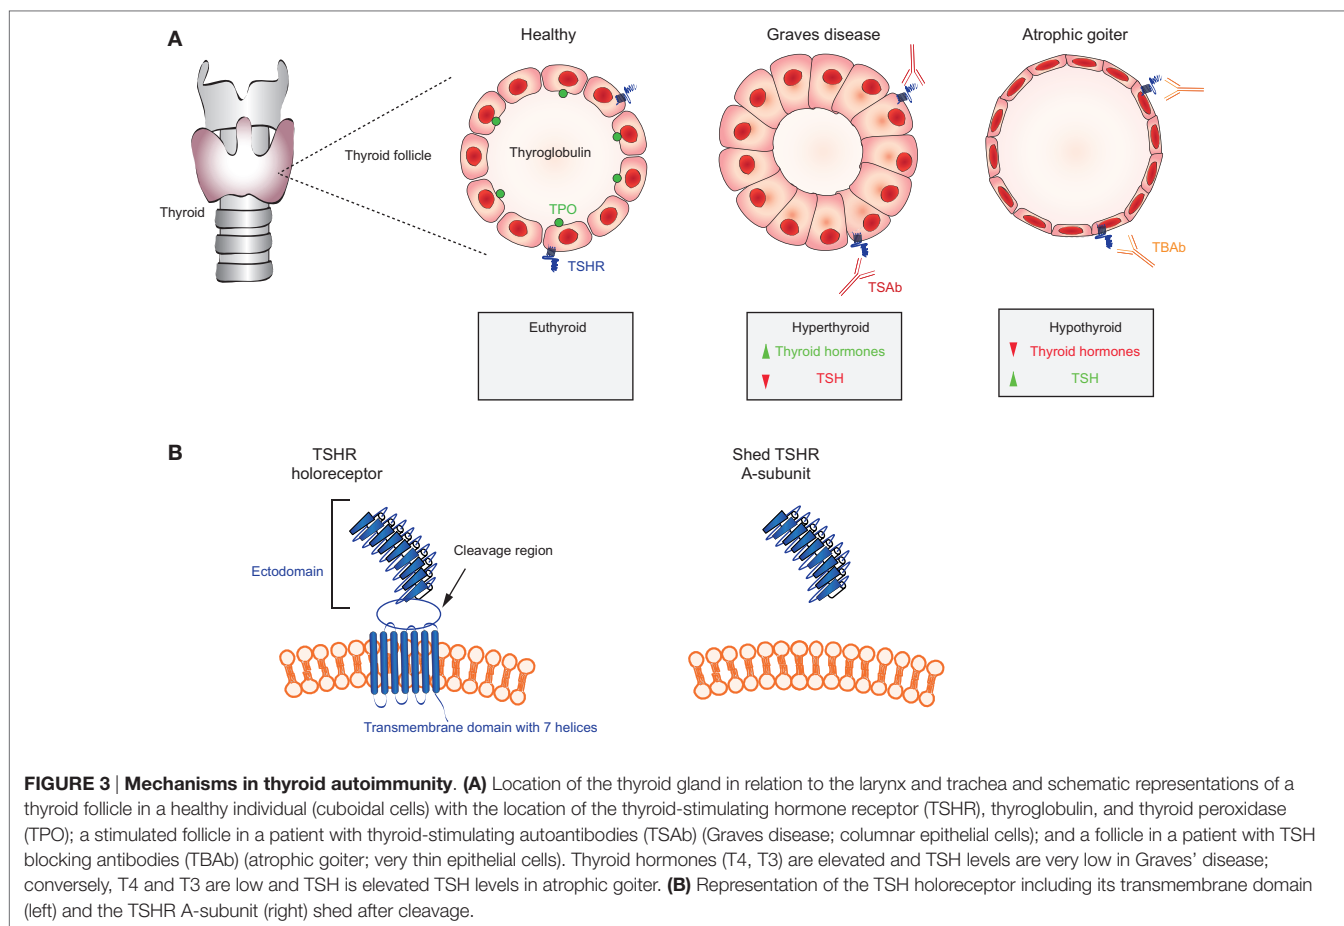 A
Healthy
Graves disease
Atrophic goiter
Thyroid follicle
Thyroglobulin
Thyroid
TPO
TSHR
TSAb
TBAb
Euthyroid
Hyperthyroid
Thyroid hormones
TSH
Hypothyroid
Thyroid hormones
TSH
B
TSHR
holoreceptor
Shed TSHR
A-subunit
Cleavage region
Ectodomain
Transmembrane domain with 7 helices
FIGURE 3 | Mechanisms in thyroid autoimmunity. (A) Location of the thyroid gland in relation to the larynx and trachea and schematic representations of a
thyroid follicle in a healthy individual (cuboidal cells) with the location of the thyroid-stimulating hormone receptor (TSHR), thyroglobulin, and thyroid peroxidase
(TPO); a stimulated follicle in a patient with thyroid-stimulating autoantibodies (TSAb) (Graves disease; columnar epithelial cells); and a follicle in a patient with TSH
blocking antibodies (TBAb) (atrophic goiter; very thin epithelial cells). Thyroid hormones (T4, T3) are elevated and TSH levels are very low in Graves' disease;
conversely, T4 and T3 are low and TSH is elevated TSH levels in atrophic goiter. (B) Representation of the TSH holoreceptor including its transmembrane domain
(left) and the TSHR A-subunit (right) shed after cleavage.